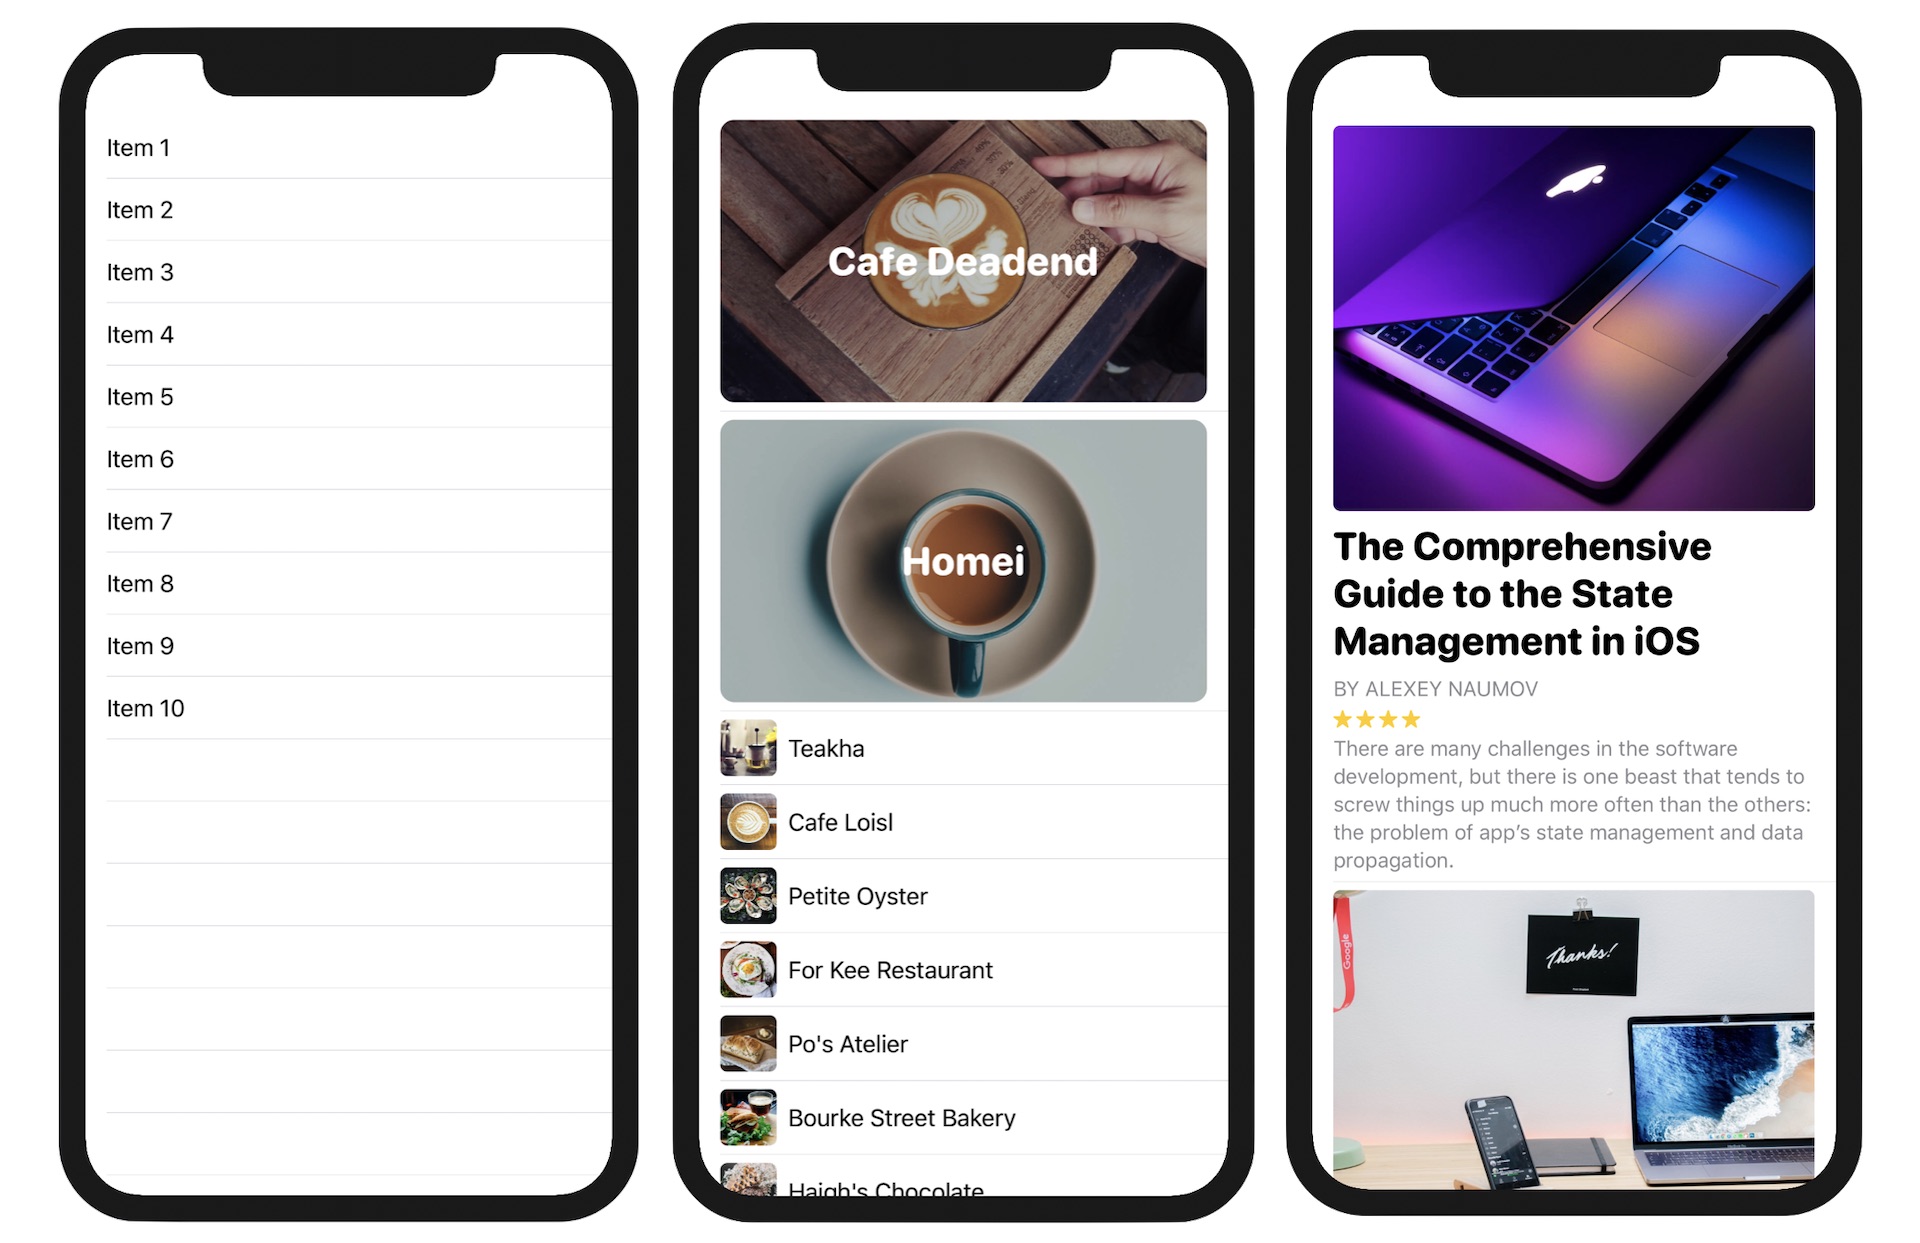 Item 1
Item 2
Item 3
Item 4
Item 5
Item 6
Item 7
Item 8
Item 9
Item 10
40%
30%
20%
Cafe Deadend
Homei
Teakha
Cafe Loisl
Petite Oyster
For Kee Restaurant
Po's Atelier
Bourke Street Bakery
Haigh's Chocolate
The Comprehensive
Guide to the State
Management in iOS
BY ALEXEY NAUMOV
There are many challenges in the software
development, but there is one beast that tends to
screw things up much more often than the others:
the problem of app’s state management and data
propagation.
Google
Thanks!